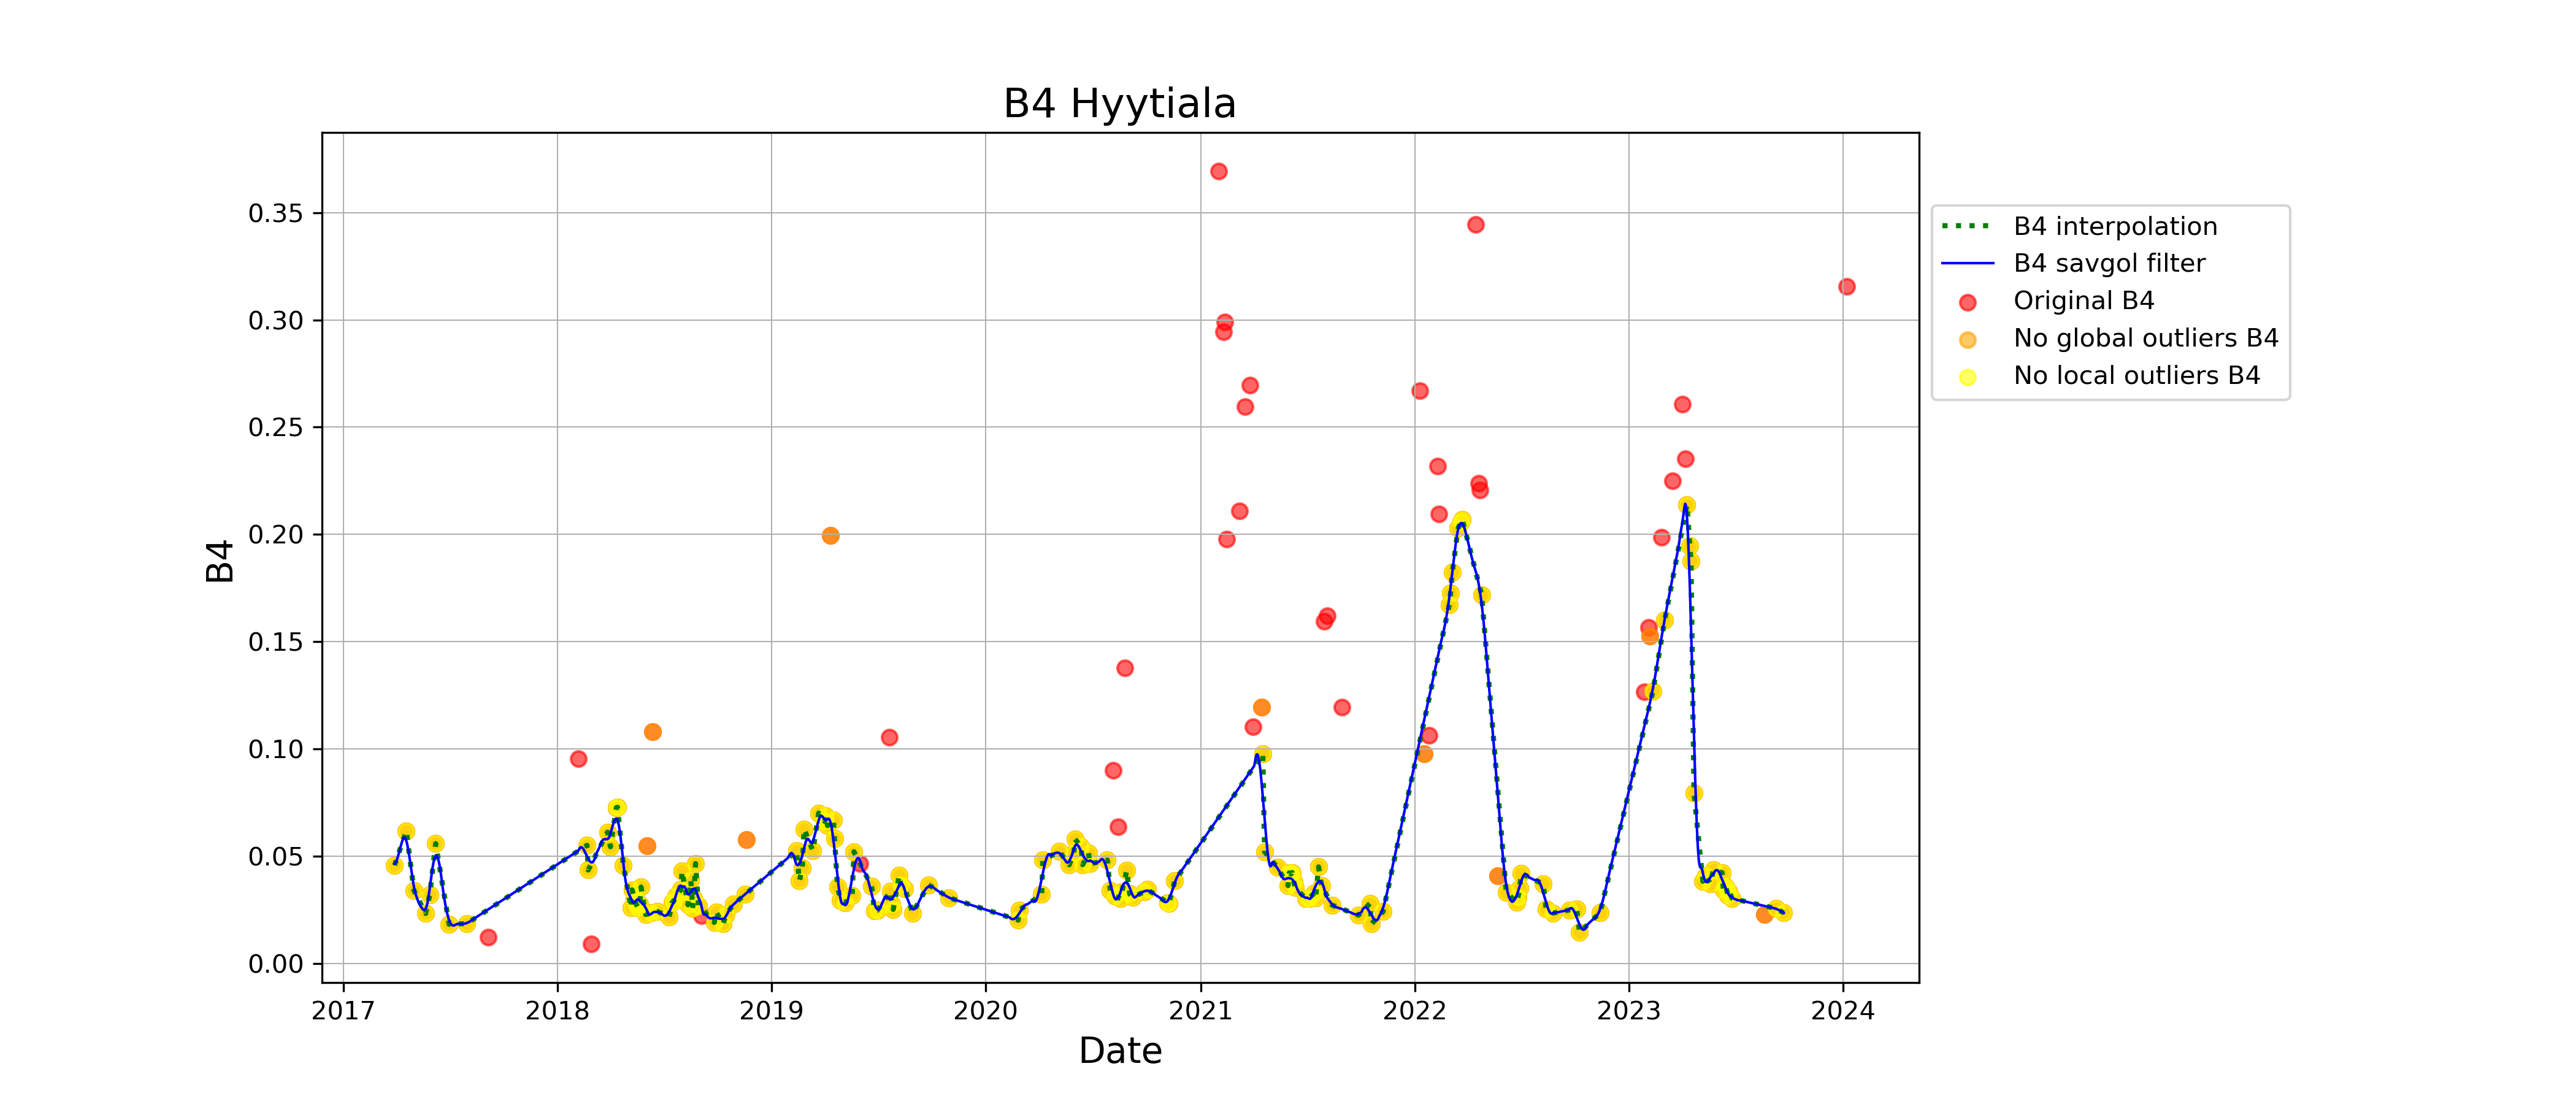 B4 Hyytiala
B4
0.35
0.30
0.25
0.20
0.15
0.10
0.05
0.00
2017 2018 2019 2020 2021 2022 2023 2024
Date
B4 interpolation
B4 savgol filter
Original B4
No global outliers B4
No local outliers B4